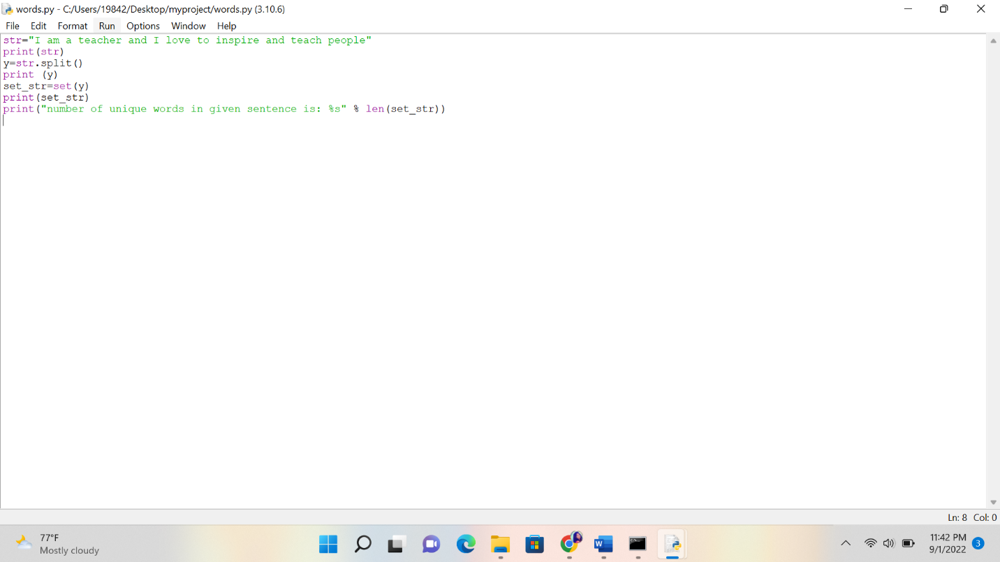 words.py - C:/Users/19842/Desktop/myproject/words.py (3.10.6)
File Edit Format Run Options Window Help
str="I am a teacher and I love to inspire and teach people"
print(str)
y=str.split()
print (y)
set_str=set(y)
print(set_str)
print("number of unique words in given sentence is: %s" % len(set_str))
Ln: 8 Col: 0
77°F
Mostly cloudy
11:42 PM
9/1/2022
3